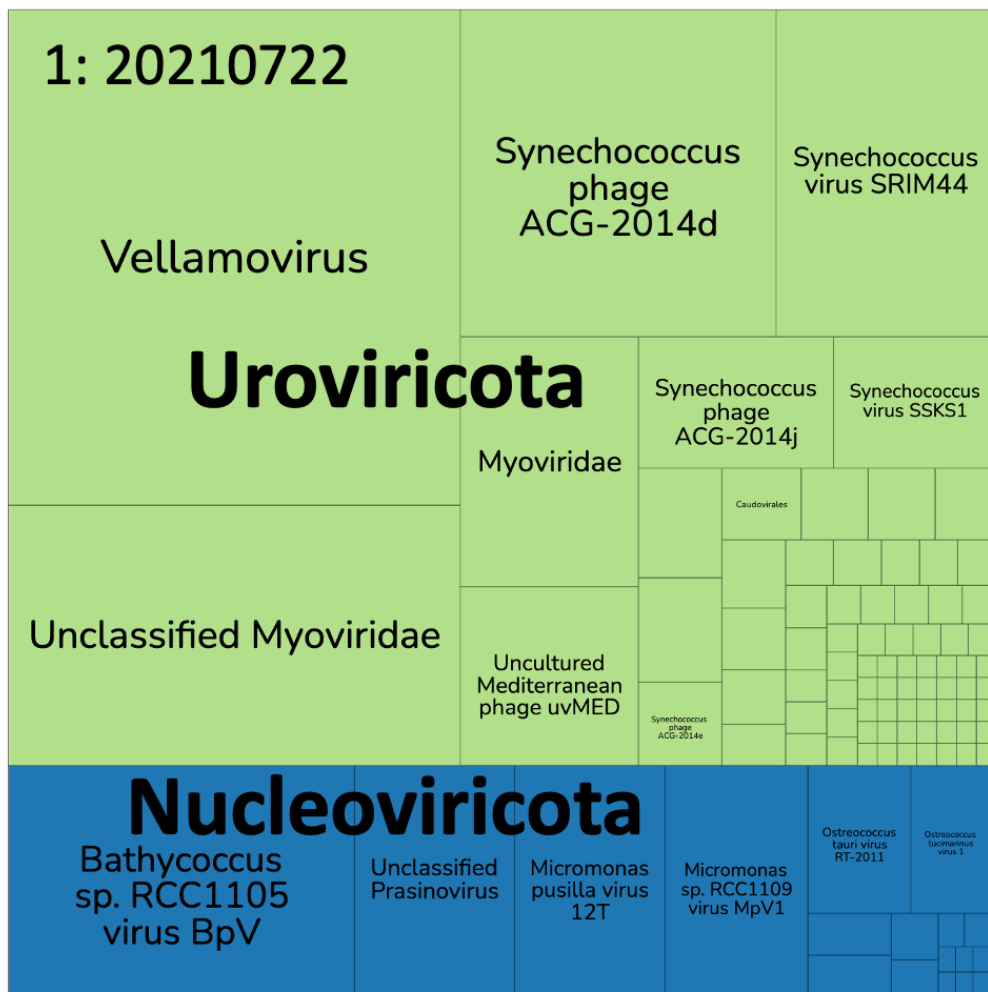 1: 20210722
Vellamovirus
Synechococcus
phage
ACG-2014d
Synechococcus
virus SRIM44
Uroviricota
Myoviridae
Synechococcus
phage
ACG-2014j
Synechococcus
virus SSKS1
Caudovirales
Unclassified Myoviridae
Uncultured
Mediterranean
phage uvMED
Synechococcus
phage
ACG-2014e
Nucleoviricota
Bathycoccus
sp. RCC1105
virus BpV
Unclassified
Prasinovirus
Micromonas
pusilla virus
12T
Micromonas
sp. RCC1109
virus MpV1
Ostreococcus
tauri virus
RT-2011
Ostreococcus
lucimarinus
virus 1